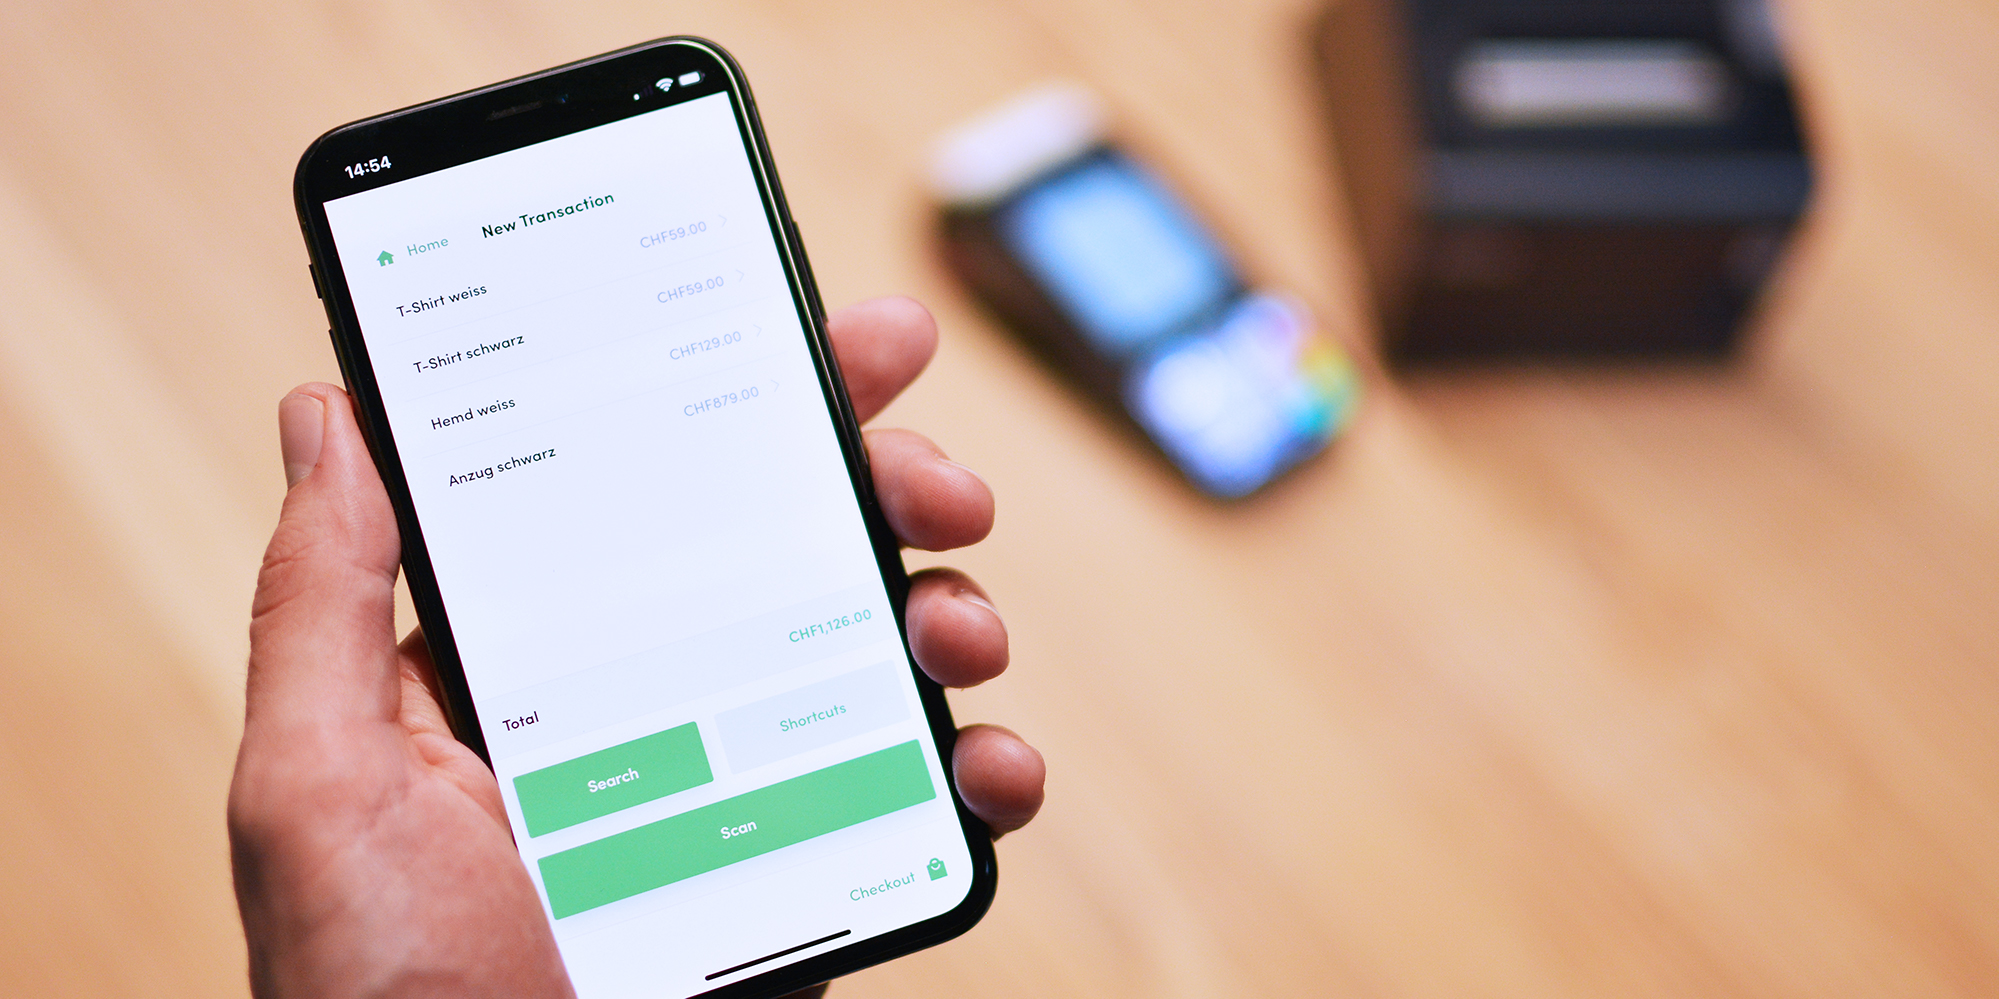 14:54
Home New Transaction
T-Shirt weiss CHF59.00
T-Shirt schwarz CHF59.00
Hemd weiss CHF129.00
Anzug schwarz CHF879.00
Total CHF1,126.00
Search Shortcuts
Scan
Checkout